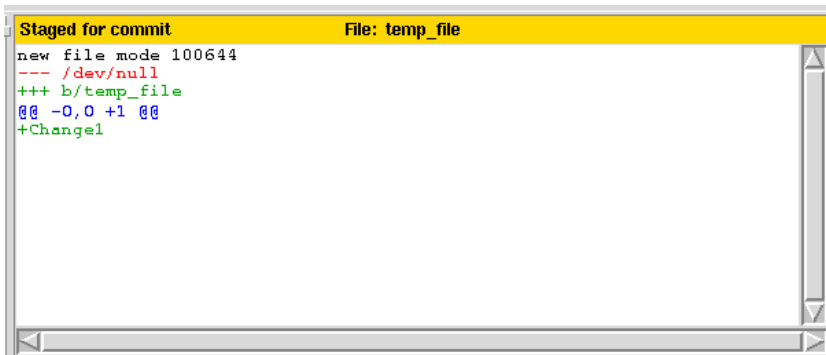 Staged for commit File: temp_file
new file mode 100644
--- /dev/null
+++ b/temp_file
@@ -0,0 +1 @@
+Change1